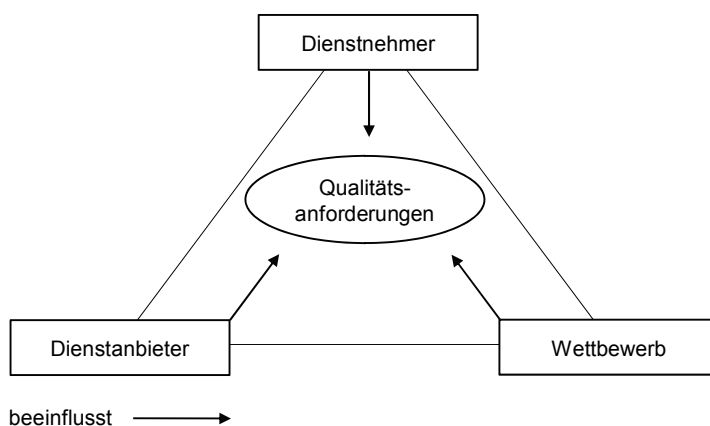 Dienstnehmer
Qualitäts-
anforderungen
Dienstanbieter
Wettbewerb
beeinflusst